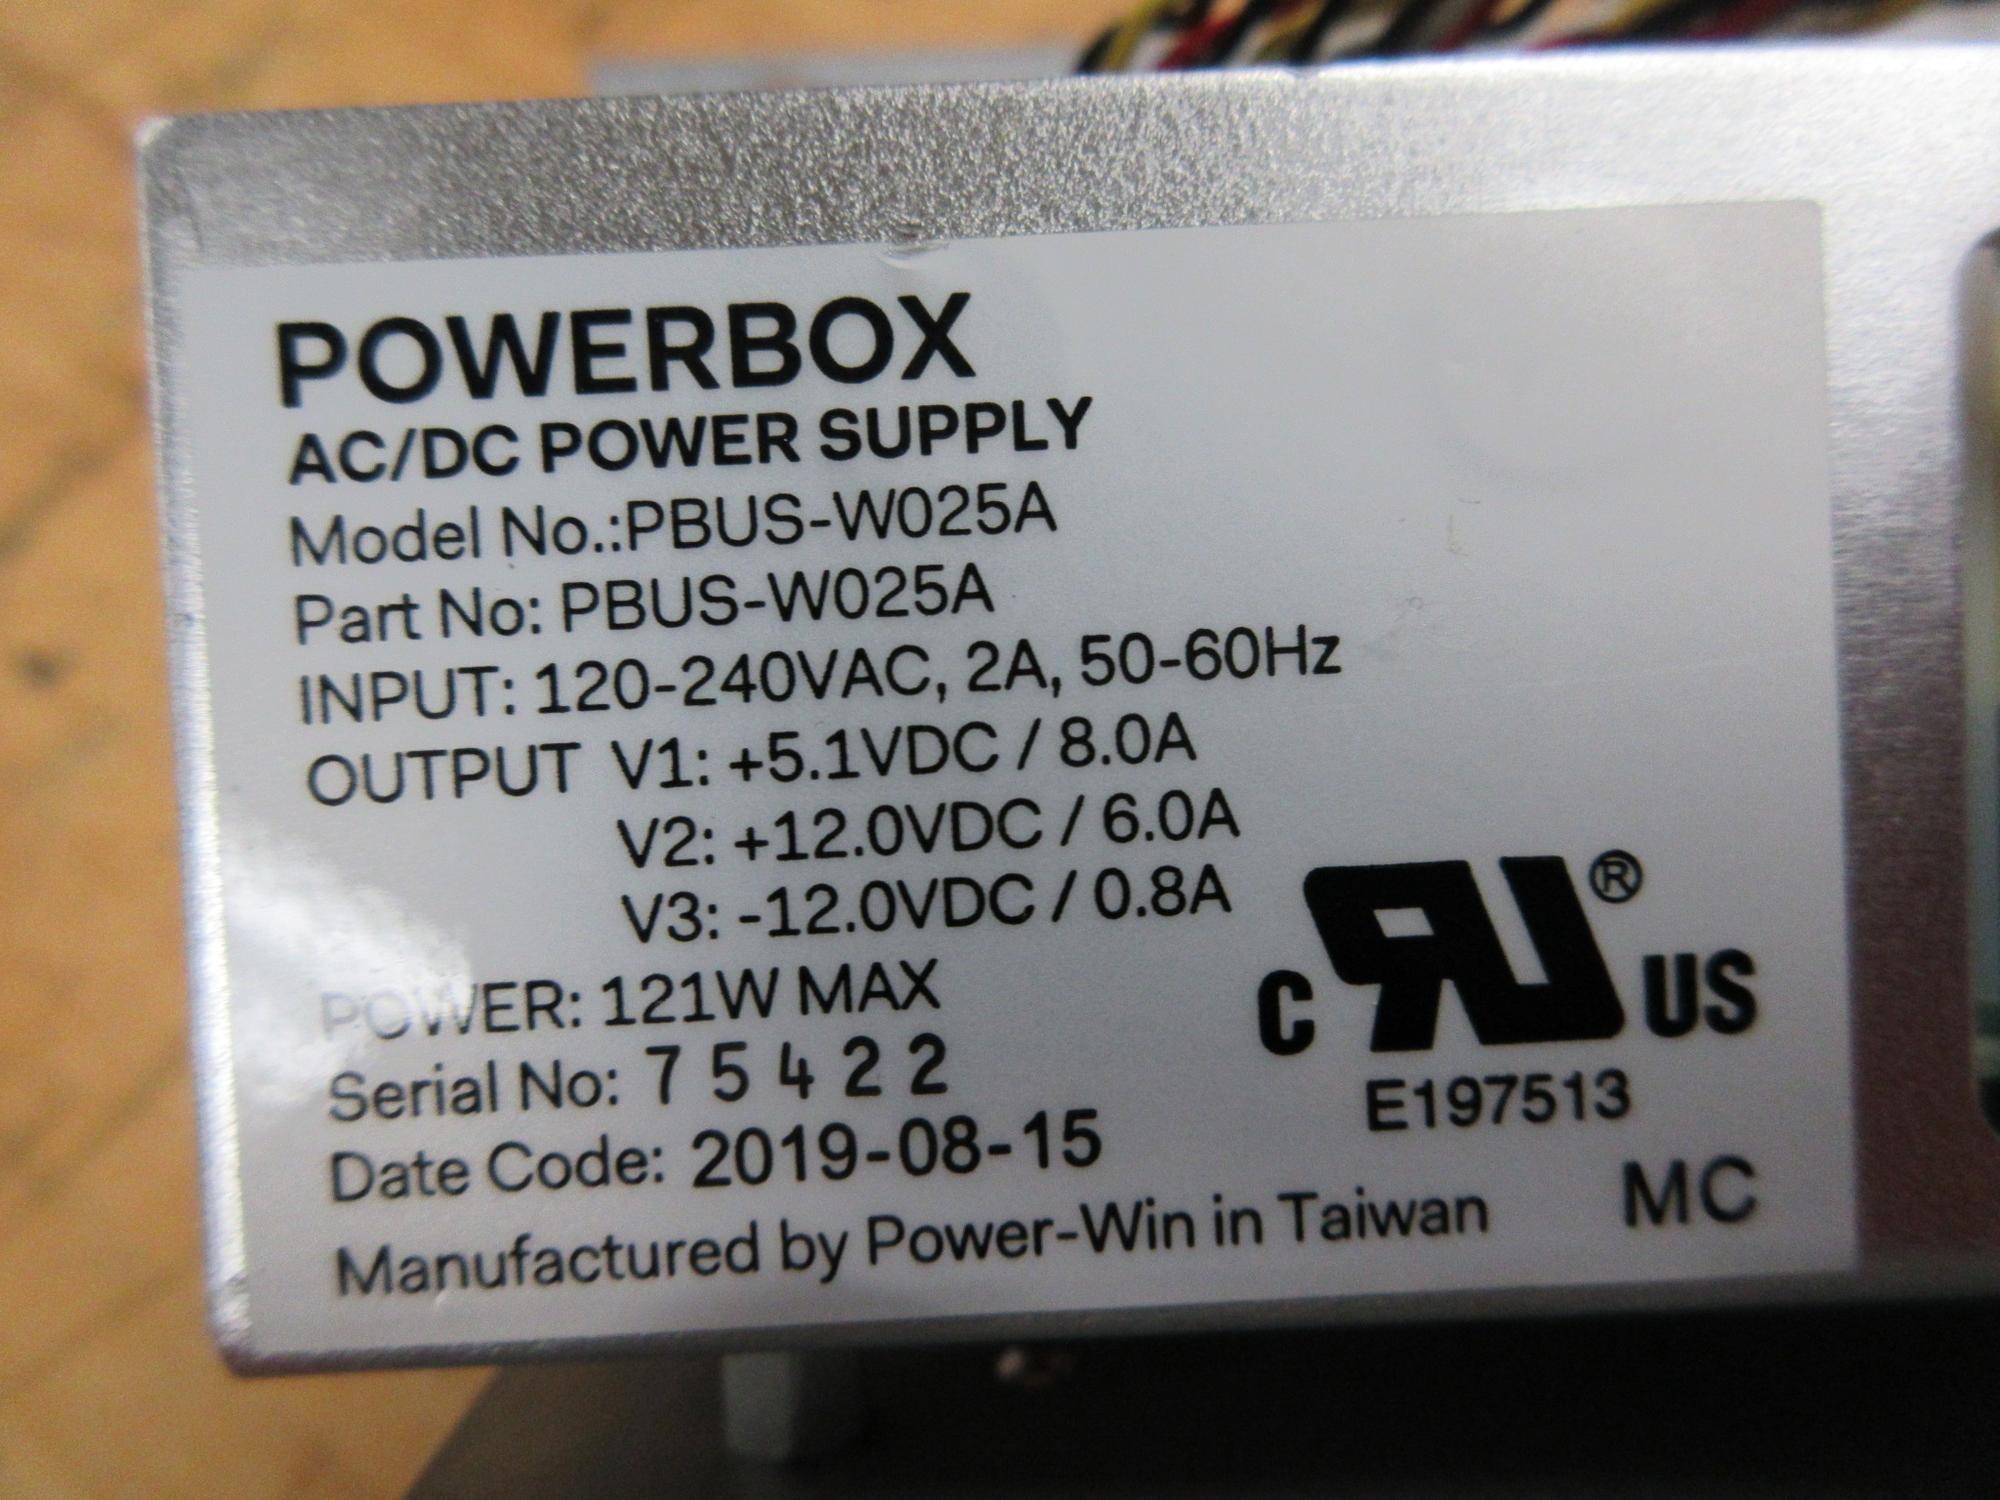 POWERBOX
AC/DC POWER SUPPLY
Model No.:PBUS-W025A
Part No: PBUS-W025A
INPUT: 120-240VAC, 2A, 50-60Hz
OUTPUT V1: +5.1VDC / 8.0A
V2: +12.0VDC / 6.0A
V3: -12.0VDC / 0.8A
POWER: 121W MAX
Serial No: 7 5 4 2 2
Date Code: 2019-08-15
Manufactured by Power-Win in Taiwan
C RU ® US
E197513
MC